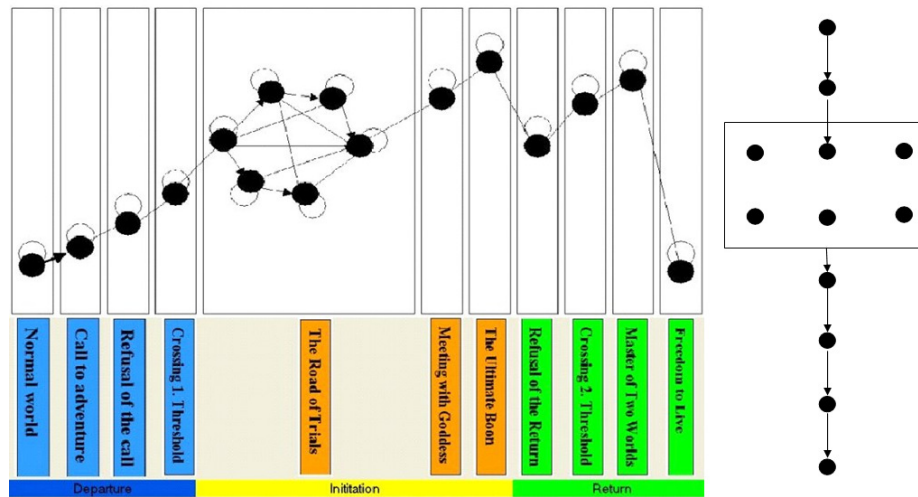 Normal world
Call to adventure
Refusal of the call
Crossing 1. Threshold
The Road of Trials
Meeting with Goddess
The Ultimate Boon
Refusal of the Return
Crossing 2. Threshold
Master of Two Worlds
Freedom to Live
Departure
Inititation
Return